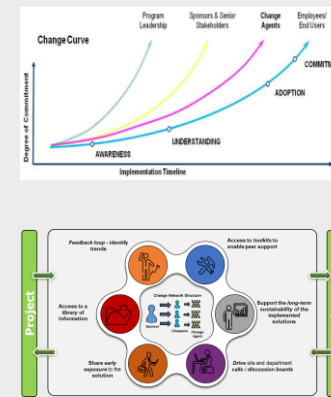 Program
Leadership
Sponsors & Senior
Stakeholders
Change
Agents
Employees/
End Users
Change Curve
COMMITM
ADOPTION
UNDERSTANDING
AWARENESS
Degree of Commitment
Implementation Timeline
Feedback loop - identify
trends
Access to toolkits to
enable peer support
Project
Change Network Structure
Access to a
library of
information
Support the long-term
sustainability of the
implemented
solutions
Sponsor
Champion
Change
Agent
Share early
exposure to the
solution
Drive site and department
calls / discussion boards